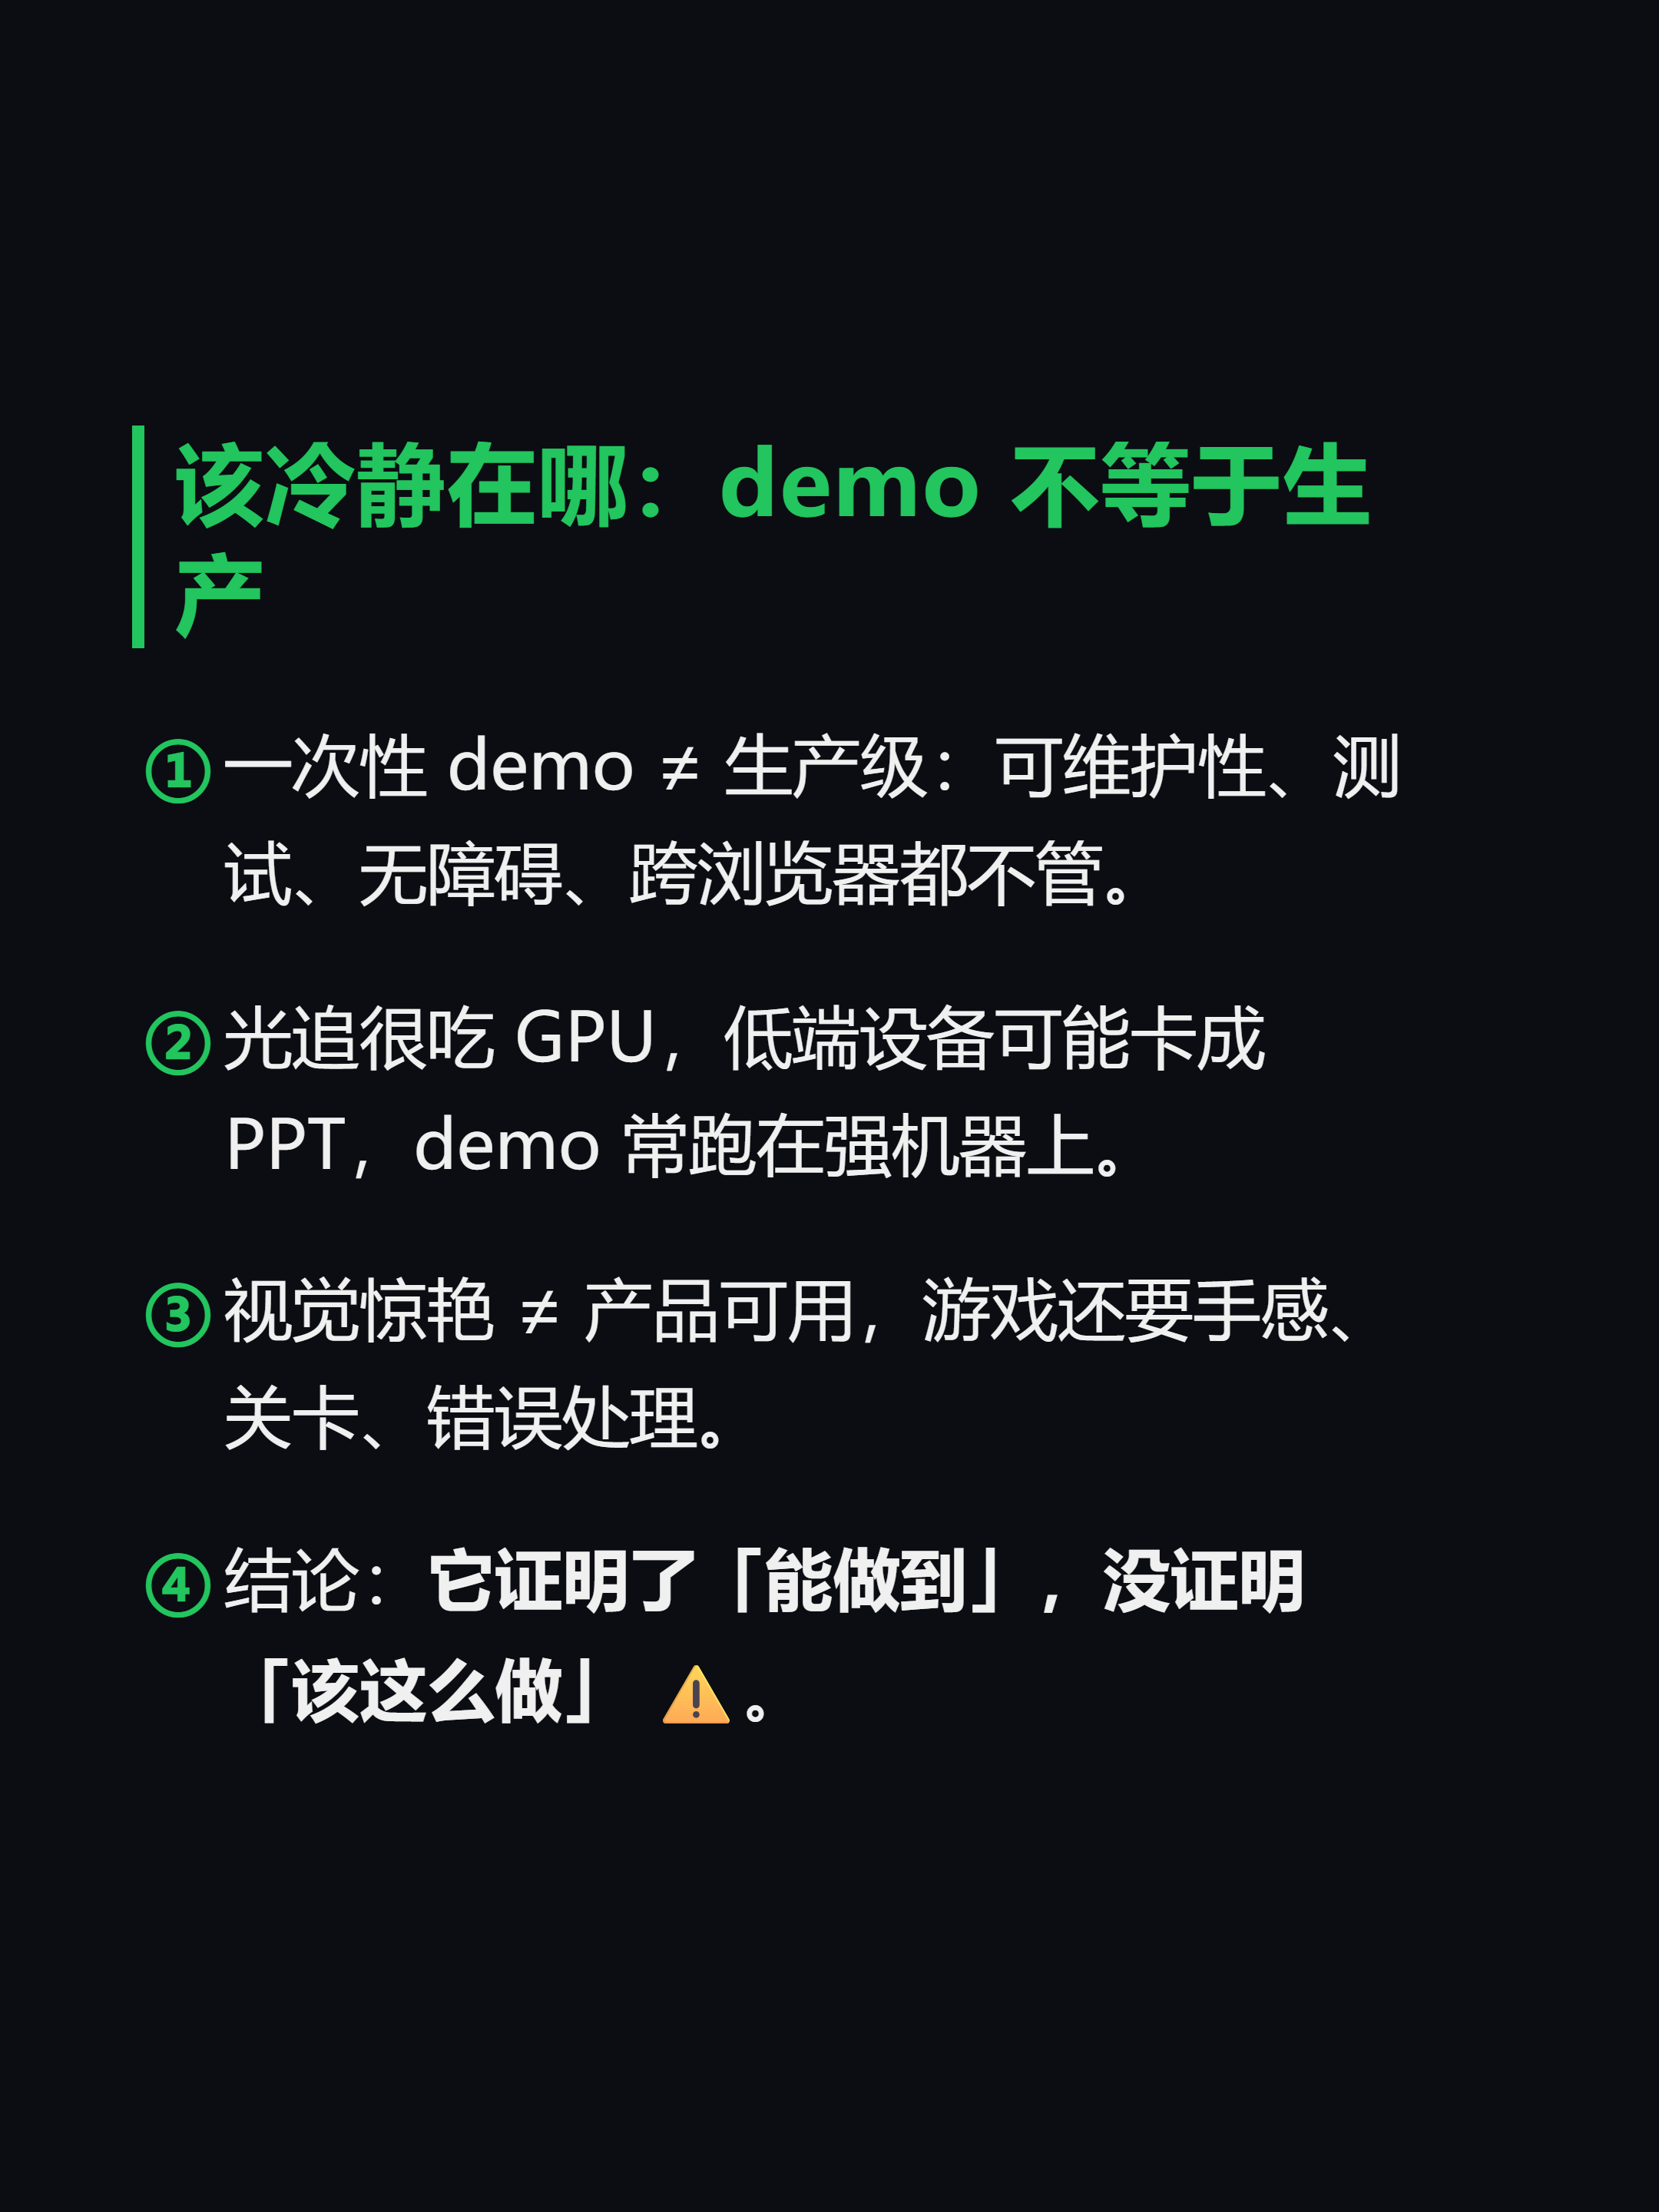 该冷静在哪：demo 不等于生
产
①一次性 demo ≠ 生产级：可维护性、测
试、无障碍、跨浏览器都不管。
②光追很吃 GPU，低端设备可能卡成
PPT，demo 常跑在强机器上。
③视觉惊艳 ≠ 产品可用，游戏还要手感、
关卡、错误处理。
④结论：它证明了「能做到」，没证明
「该这么做」 ⚠️。